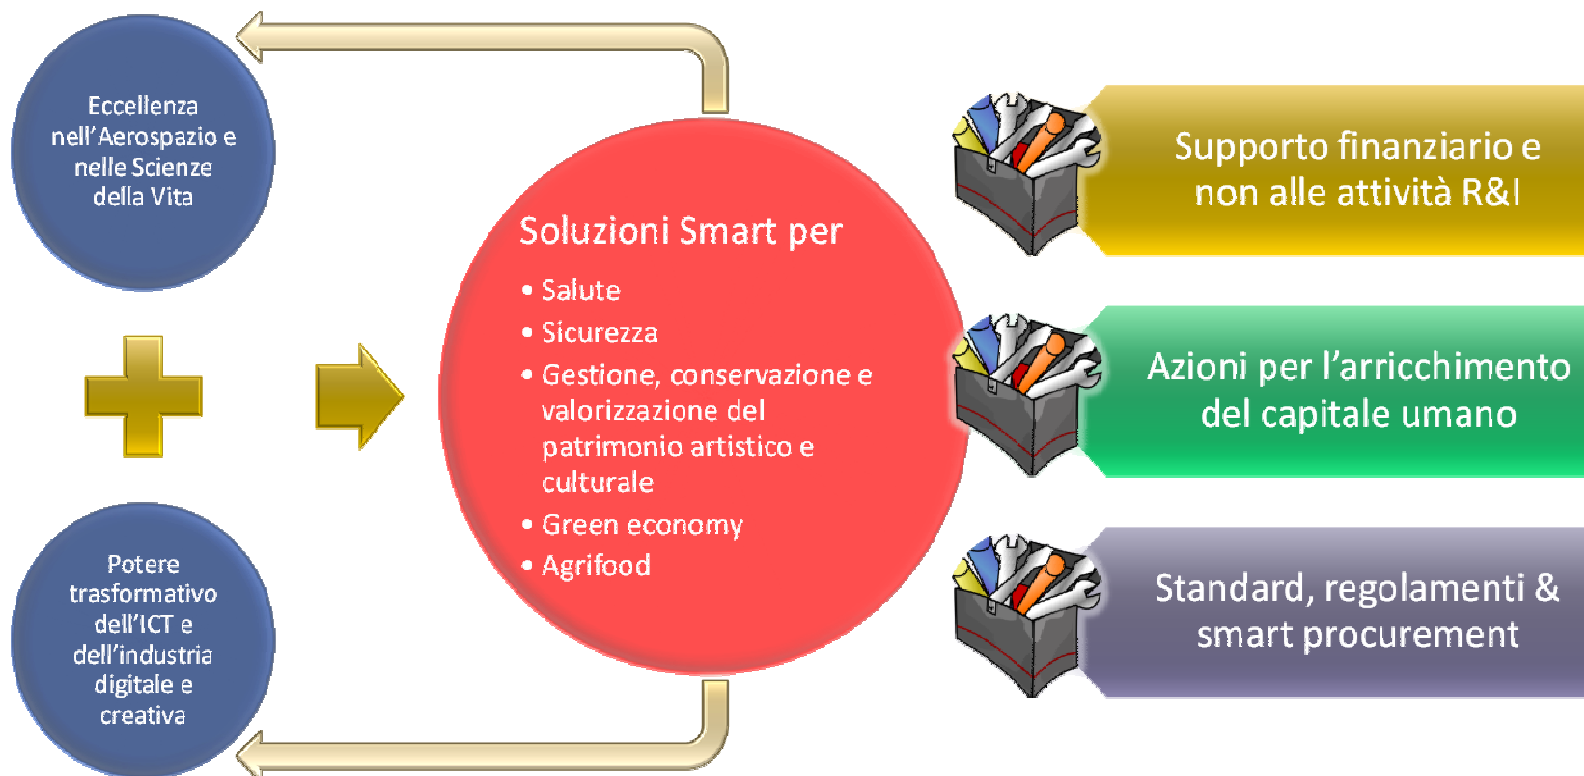 Eccellenza
nell'Aerospazio e
nelle Scienze
della Vita
Potere
trasformativo
dell'ICT e
dell'industria
digitale e
creativa
Soluzioni Smart per
• Salute
• Sicurezza
• Gestione, conservazione e
valorizzazione del
patrimonio artistico e
culturale
• Green economy
• Agrifood
Supporto finanziario e
non alle attività R&I
Azioni per l'arricchimento
del capitale umano
Standard, regolamenti &
smart procurement